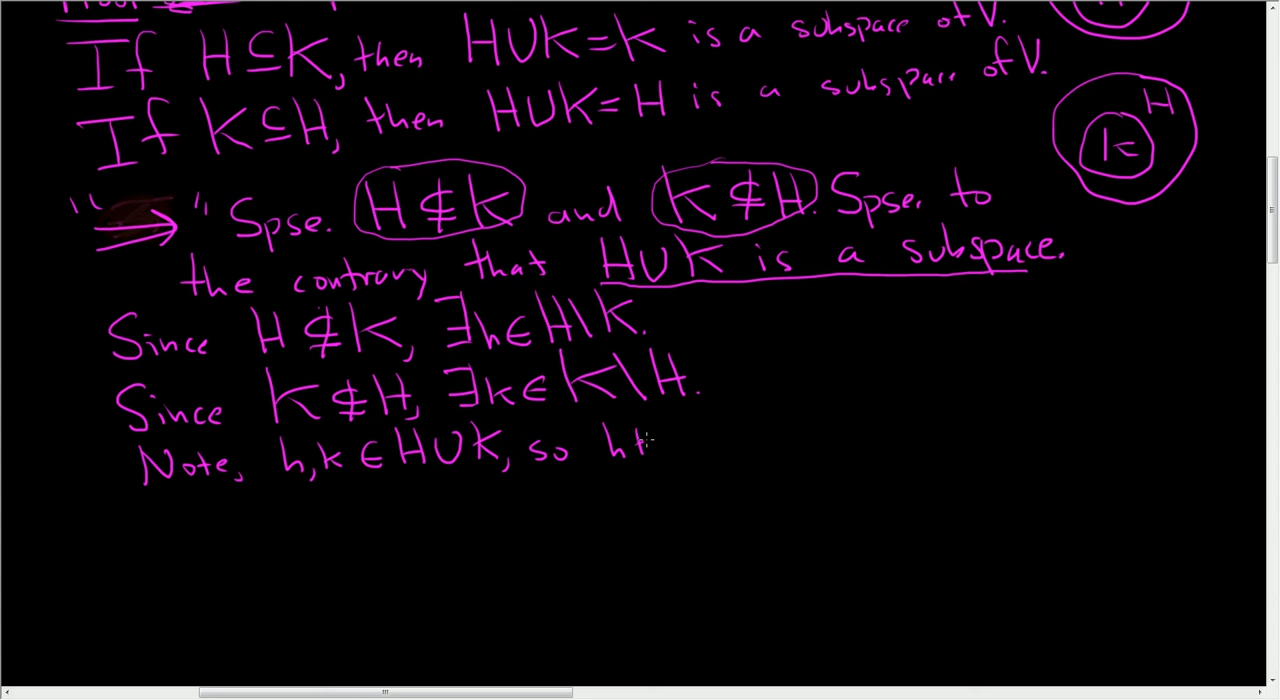 Proof
If H ⊆ K, then H∪K=K is a subspace of V.
If K ⊆ H, then H∪K=H is a subspace of V.
H
K
"⟹" Spse. H ⊈ K and K ⊈ H. Spse. to
the contrary that H∪K is a subspace.
Since H ⊈ K, ∃h∈H\K.
Since K ⊈ H, ∃k∈K\H.
Note, h,k ∈ H∪K, so h+